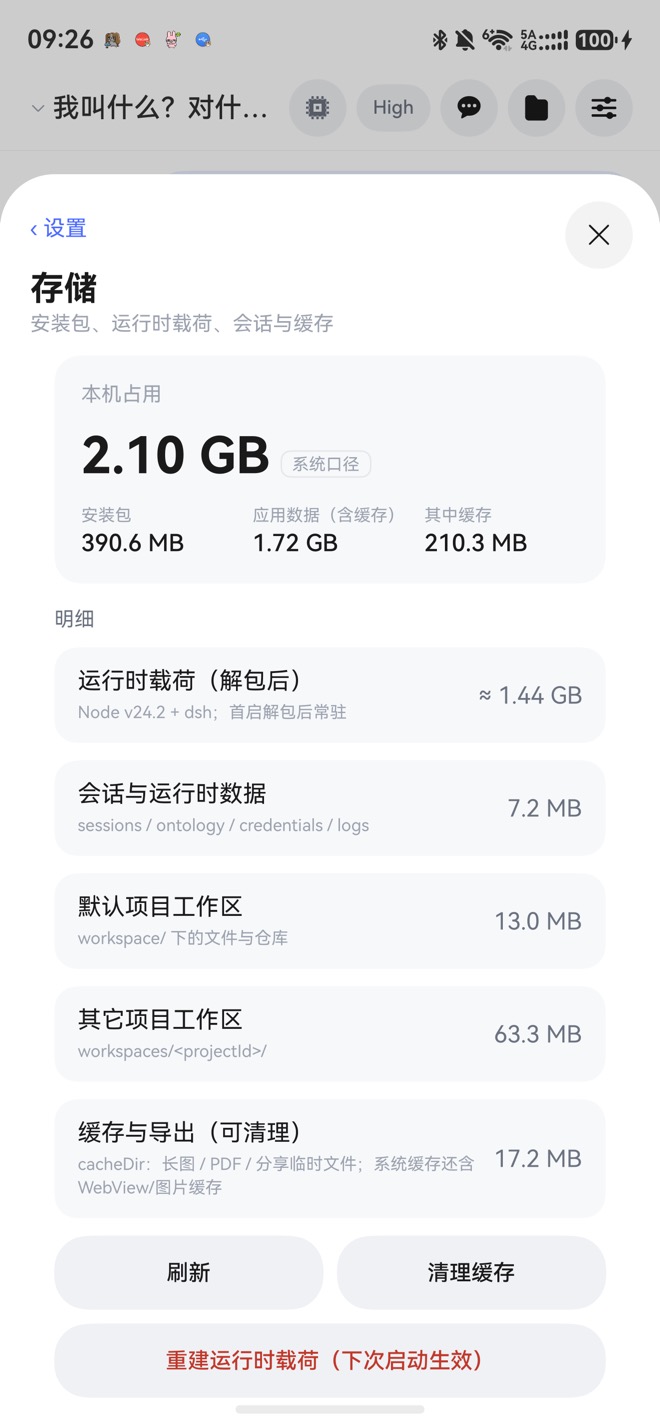 09:26
6
5A
4G
100
我叫什么？对什…
High
‹ 设置
存储
安装包、运行时载荷、会话与缓存
本机占用
2.10 GB 系统口径
安装包 应用数据（含缓存） 其中缓存
390.6 MB 1.72 GB 210.3 MB
明细
运行时载荷（解包后）
≈ 1.44 GB
Node v24.2 + dsh；首启解包后常驻
会话与运行时数据
7.2 MB
sessions / ontology / credentials / logs
默认项目工作区
13.0 MB
workspace/ 下的文件与仓库
其它项目工作区
63.3 MB
workspaces/<projectId>/
缓存与导出（可清理）
cacheDir：长图 / PDF / 分享临时文件；系统缓存还含
17.2 MB
WebView/图片缓存
刷新 清理缓存
重建运行时载荷（下次启动生效）